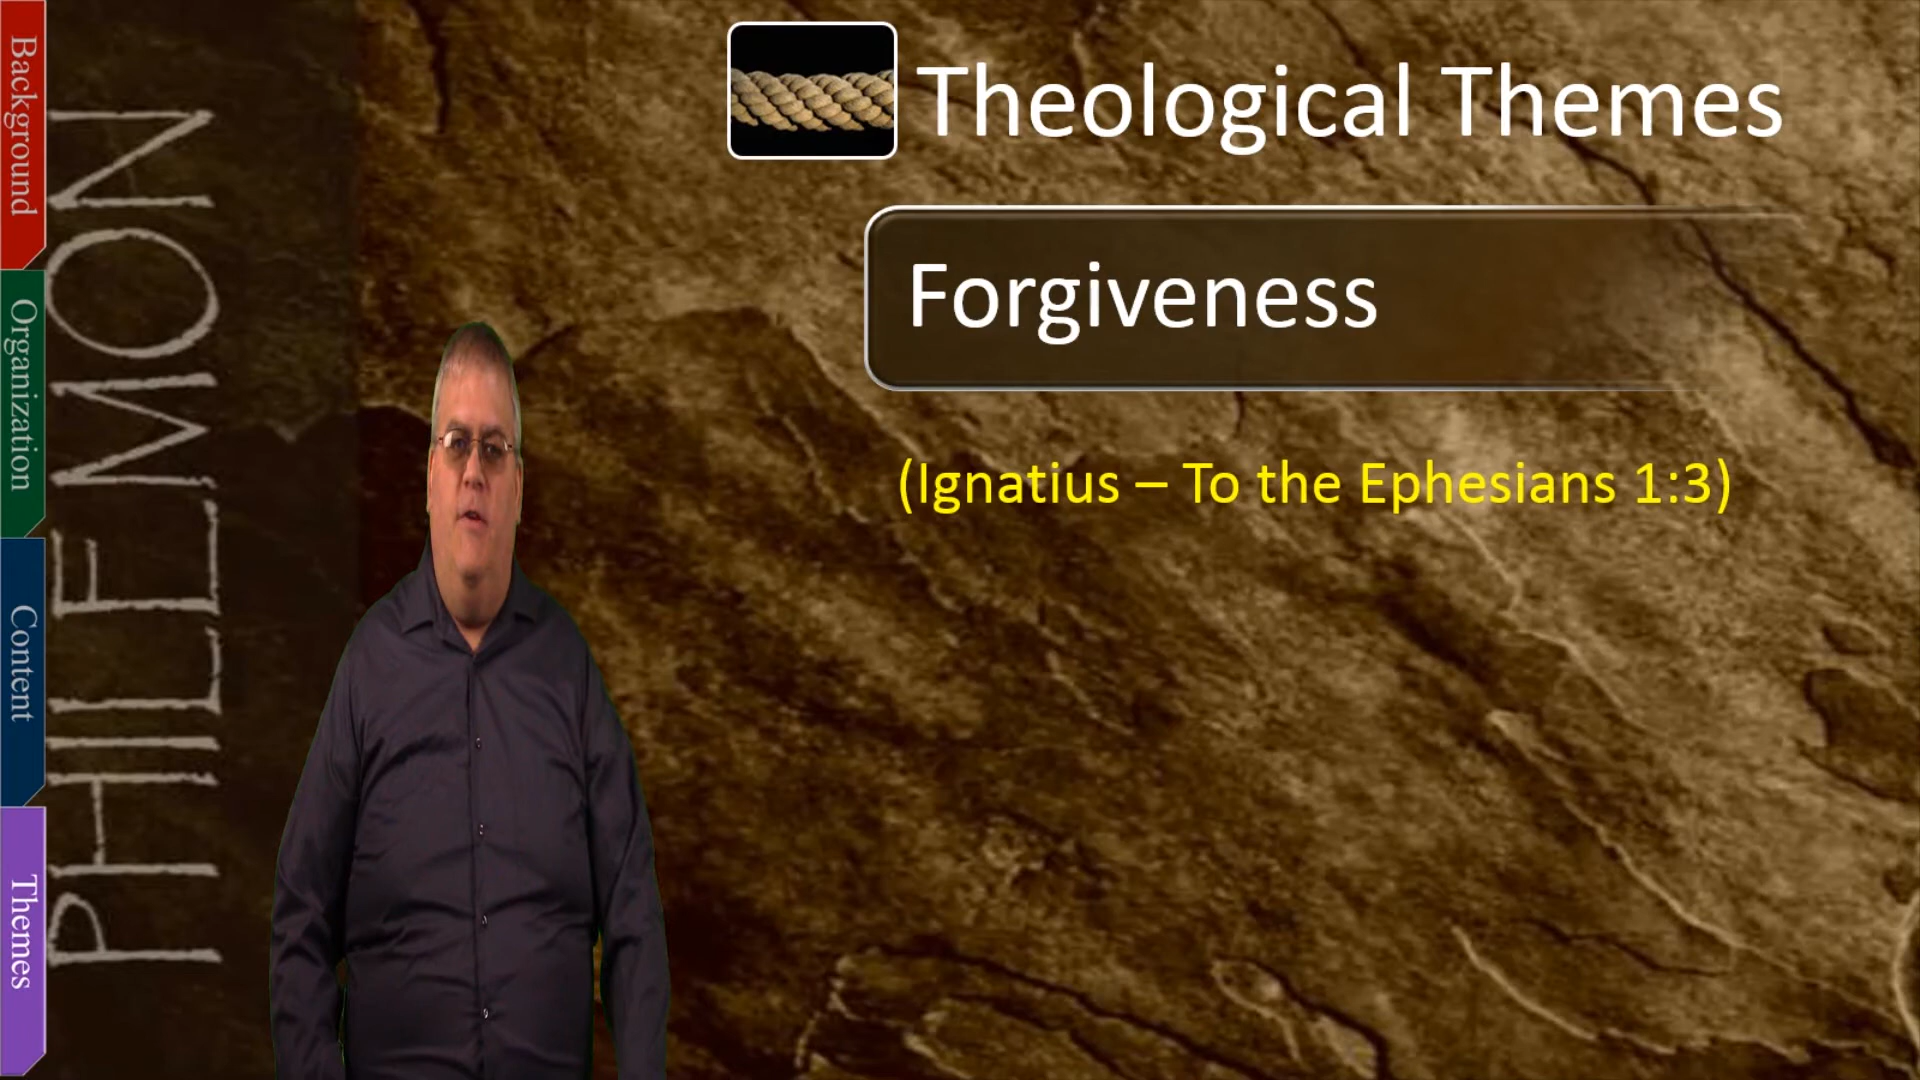 Background
Organization
Content
Themes
PHILEMON
Theological Themes
Forgiveness
(Ignatius – To the Ephesians 1:3)